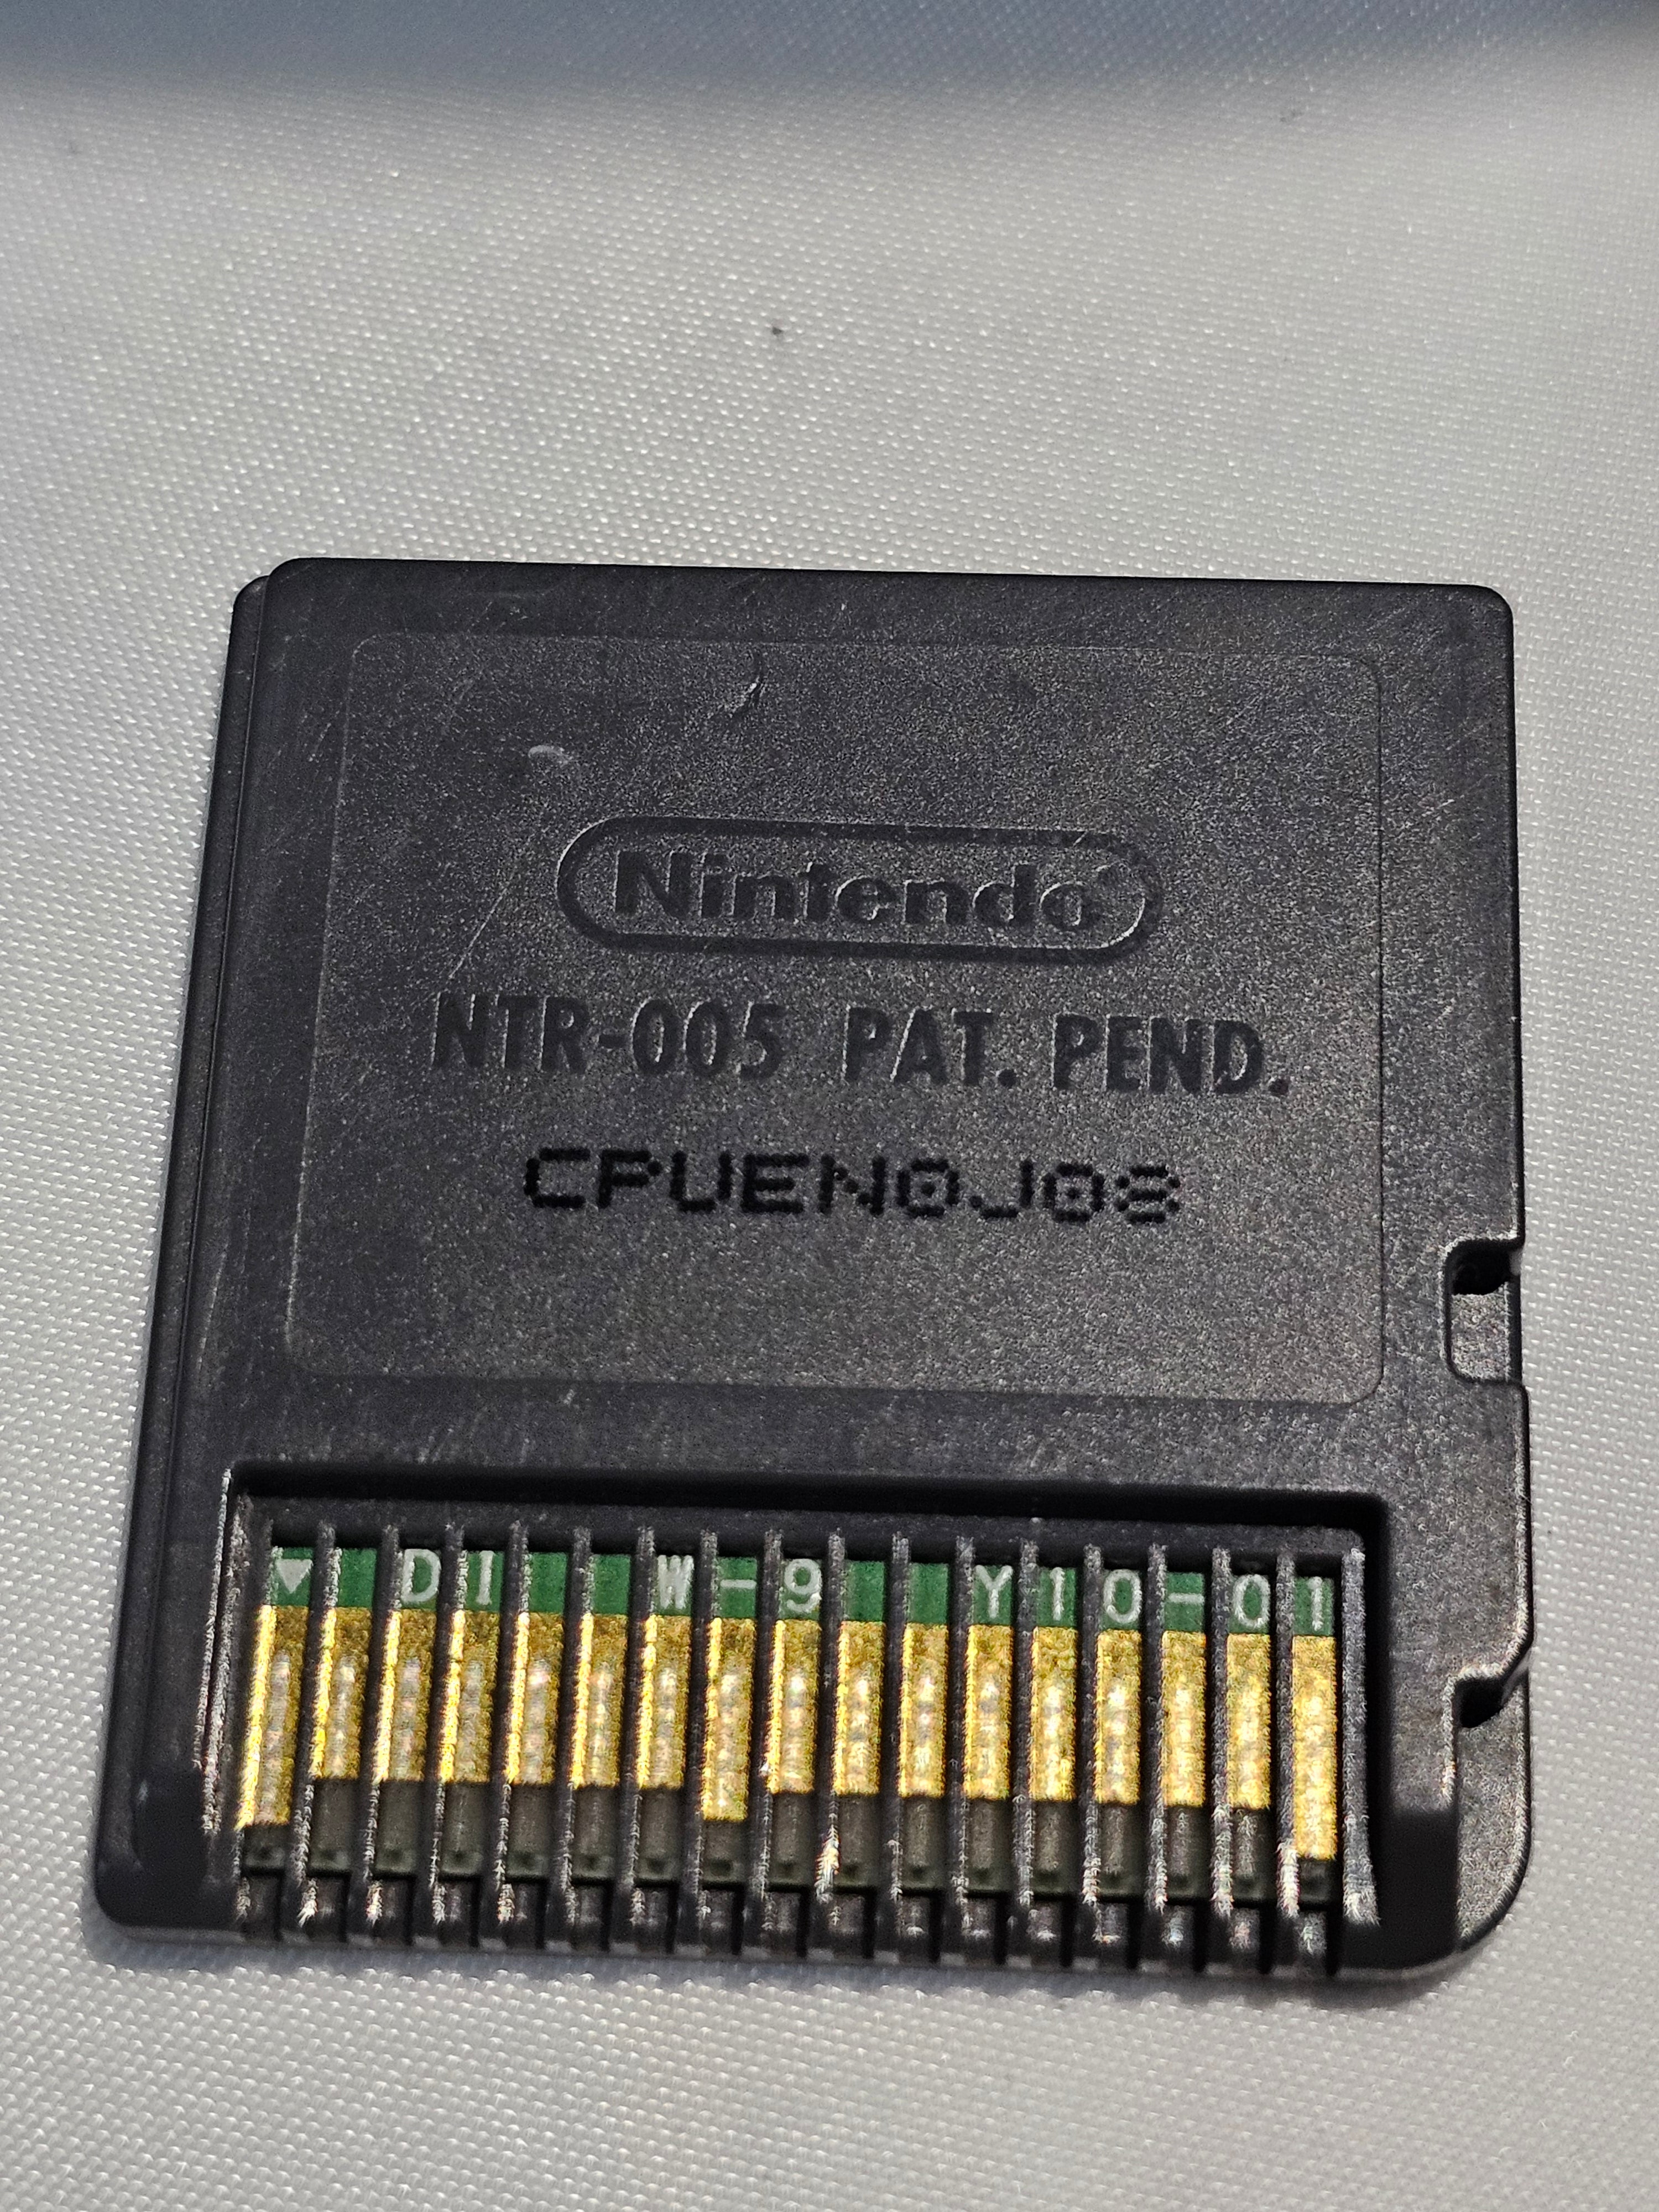 Nintendo®
NTR-005 PAT. PEND.
CPUEN0J08
▼ DI W-9 Y10-01